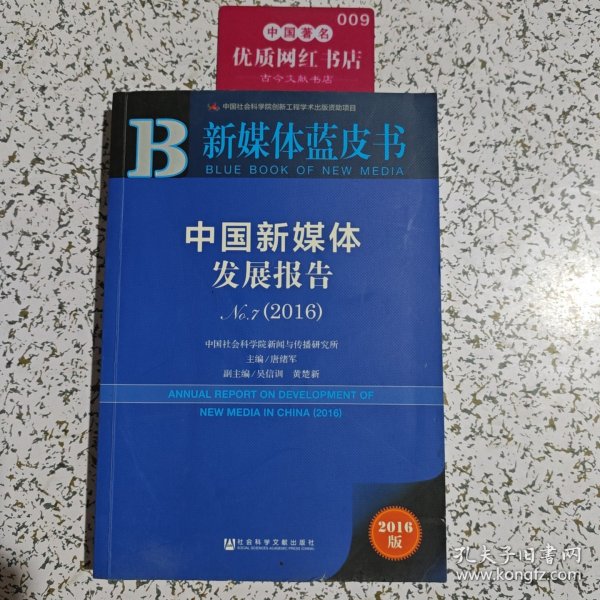 009
中国著名
优质网红书店
古今文献书店
中国社会科学院创新工程学术出版资助项目
B
新媒体蓝皮书
BLUE BOOK OF NEW MEDIA
中国新媒体
发展报告
No.7 (2016)
中国社会科学院新闻与传播研究所
主编/唐绪军
副主编/吴信训 黄楚新
ANNUAL REPORT ON DEVELOPMENT OF
NEW MEDIA IN CHINA (2016)
2016
版
社会科学文献出版社
SOCIAL SCIENCES ACADEMIC PRESS (CHINA)
孔夫子旧书网
www.kongfz.com